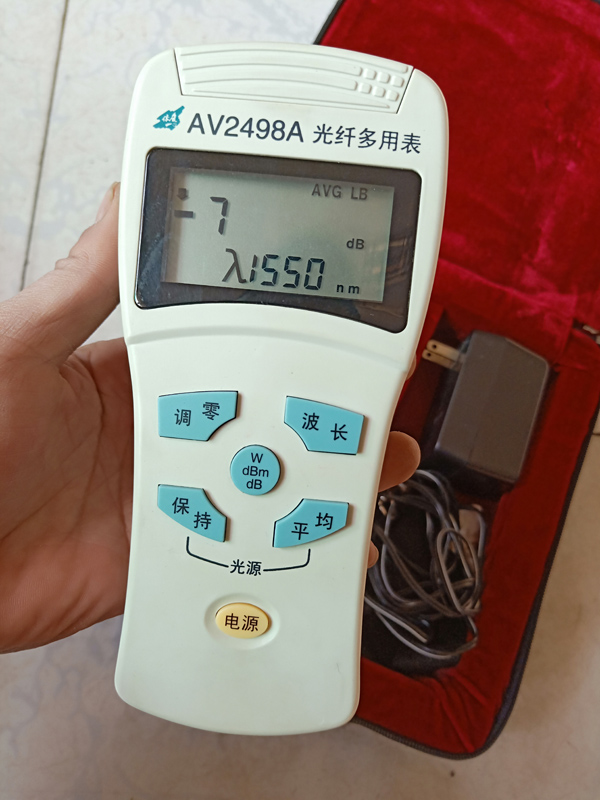 AV2498A 光纤多用表
AVG LB
-7
dB
λ1550 nm
调零
波长
W
dBm
dB
保持
平均
光源
电源